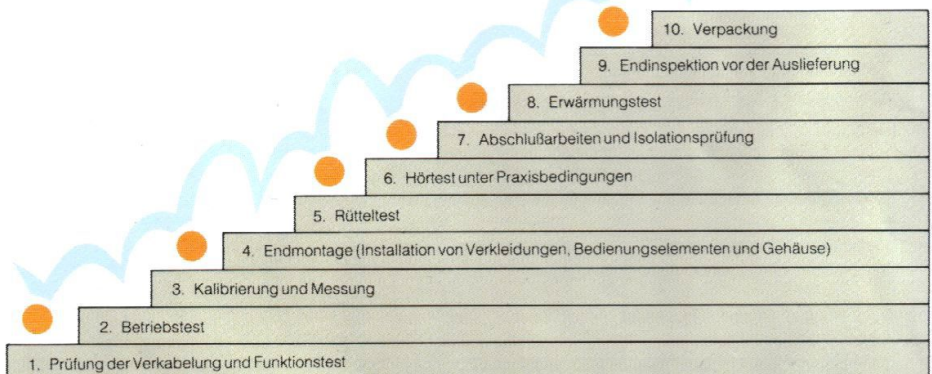 10. Verpackung
9. Endinspektion vor der Auslieferung
8. Erwärmungstest
7. Abschlußarbeiten und Isolationsprüfung
6. Hörtest unter Praxisbedingungen
5. Rütteltest
4. Endmontage (Installation von Verkleidungen, Bedienungselementen und Gehäuse)
3. Kalibrierung und Messung
2. Betriebstest
1. Prüfung der Verkabelung und Funktionstest